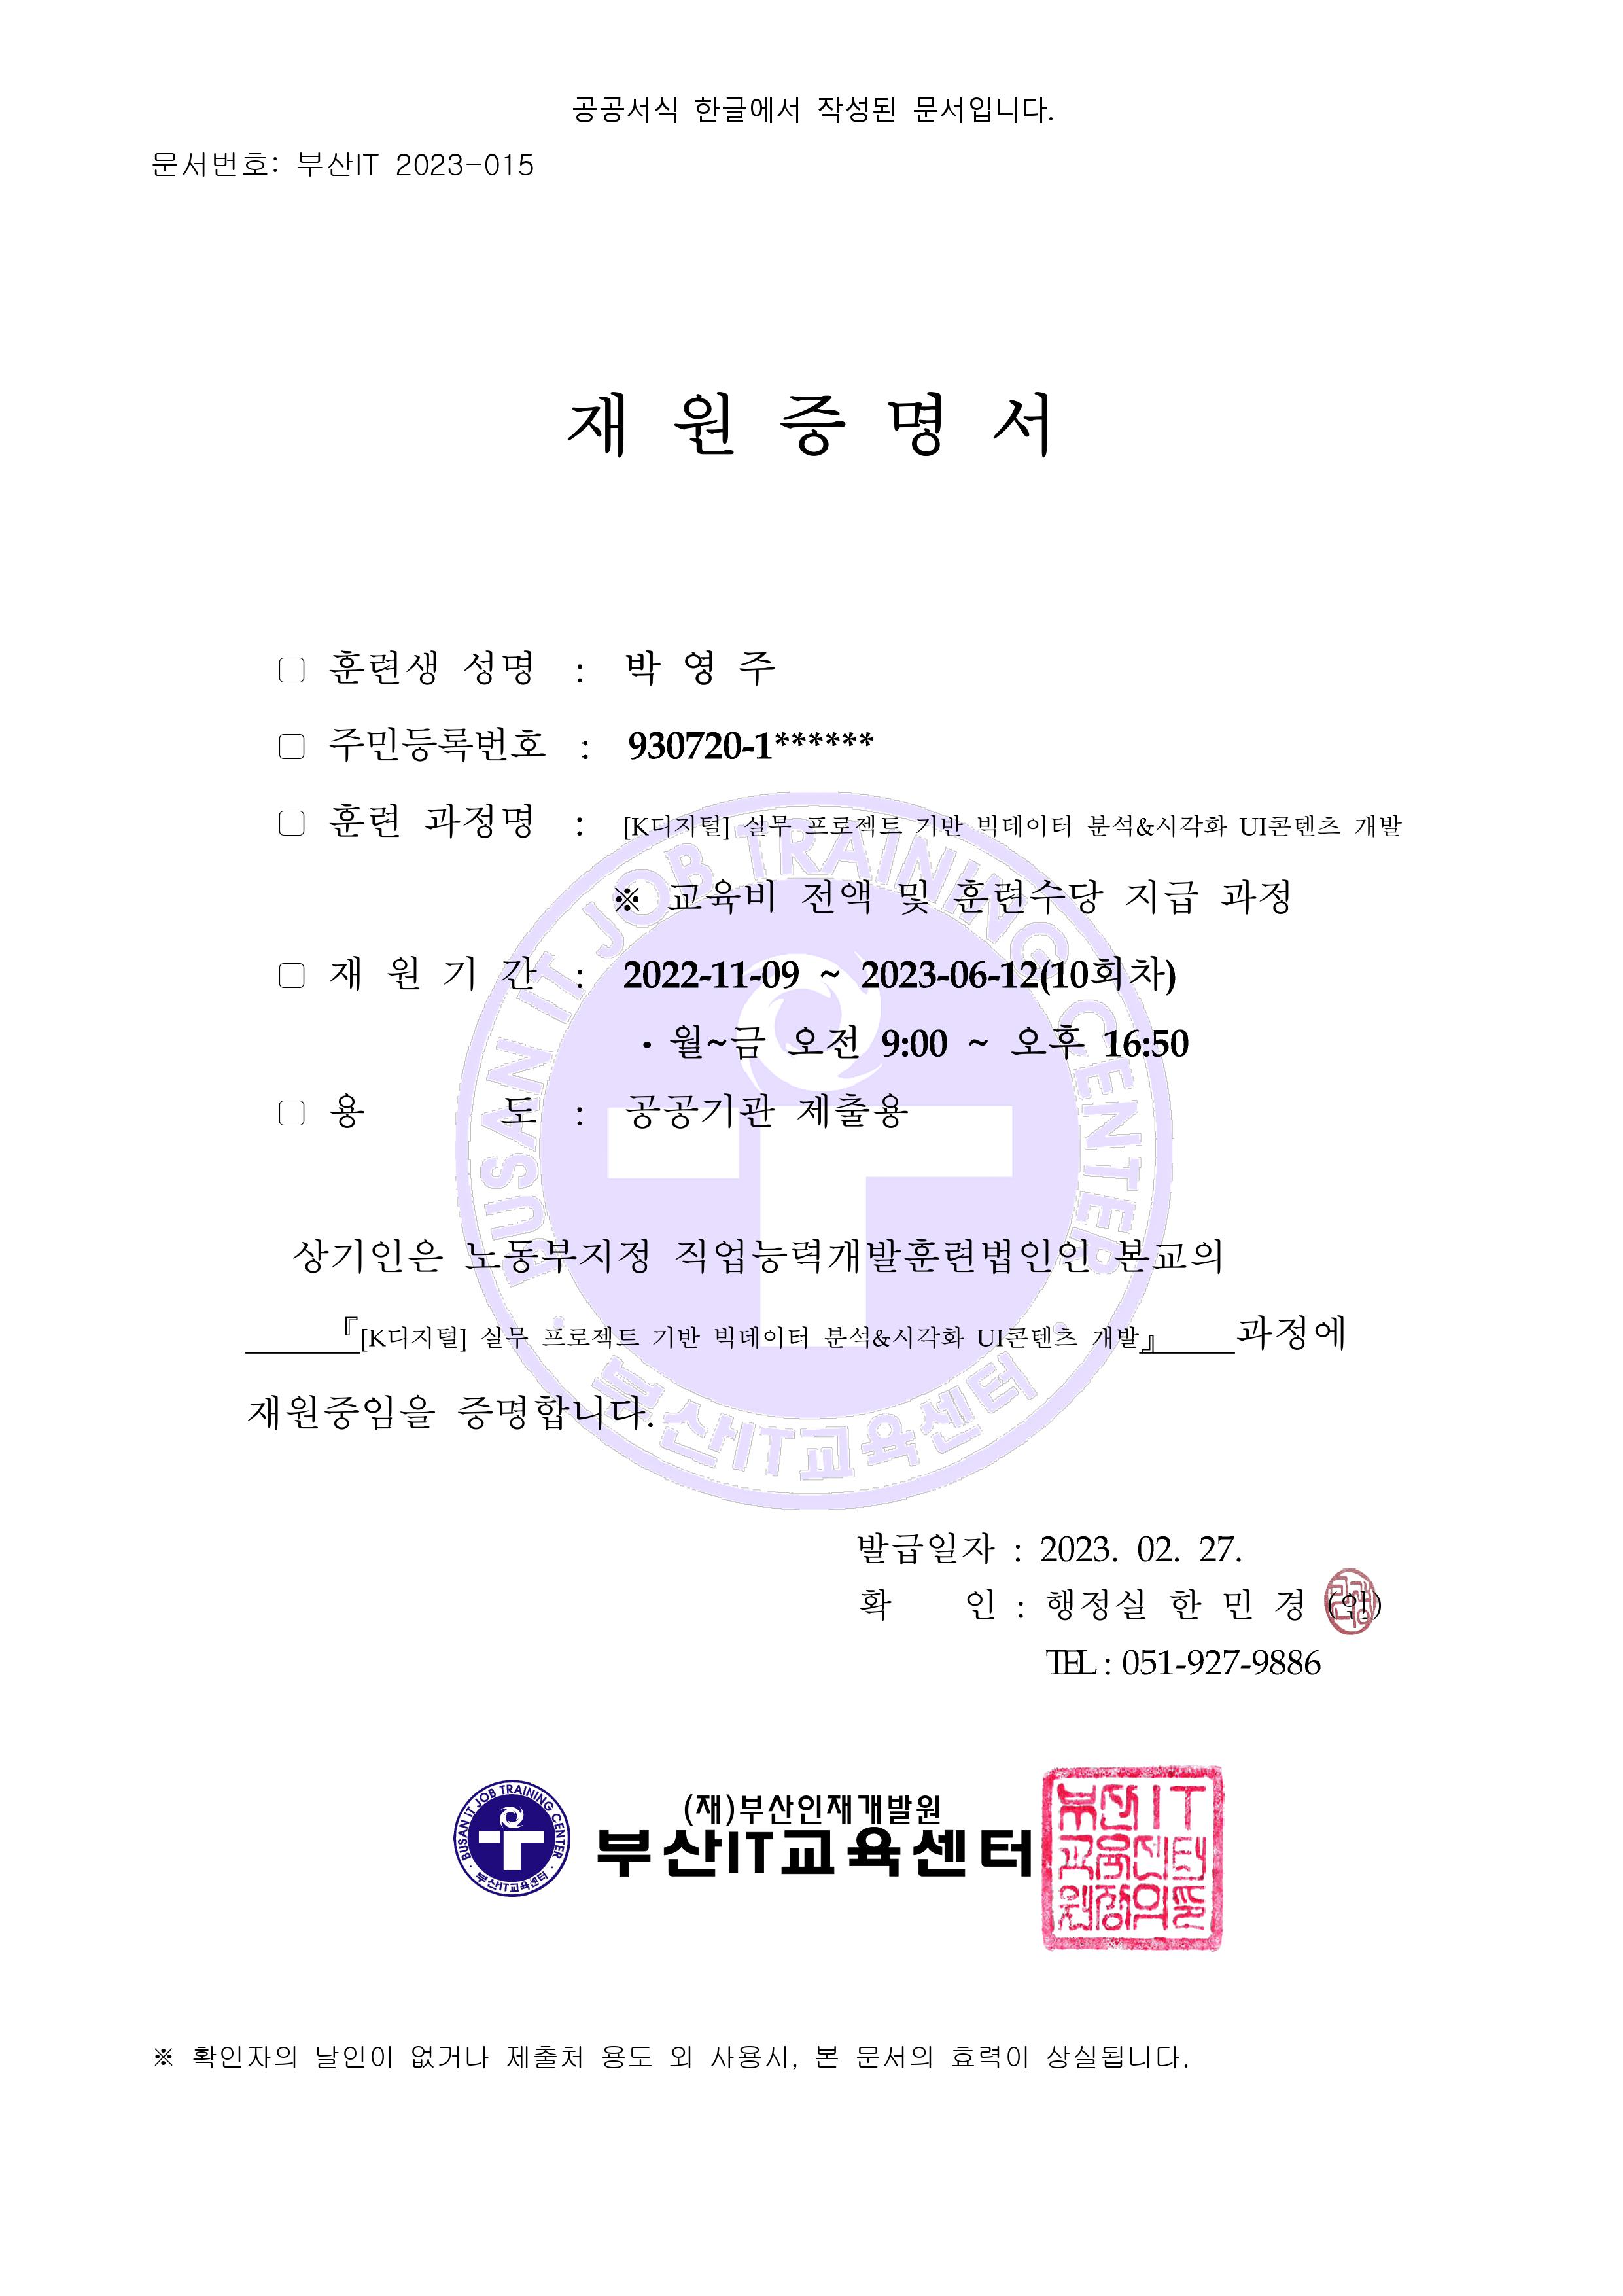 공공서식 한글에서 작성된 문서입니다.
문서번호: 부산IT 2023-015
재 원 증 명 서
▢ 훈련생 성명 : 박 영 주
▢ 주민등록번호 : 930720-1******
▢ 훈련 과정명 : [K디지털] 실무 프로젝트 기반 빅데이터 분석&시각화 UI콘텐츠 개발
※ 교육비 전액 및 훈련수당 지급 과정
▢ 재 원 기 간 : 2022-11-09 ~ 2023-06-12(10회차)
· 월~금 오전 9:00 ~ 오후 16:50
▢ 용 도 : 공공기관 제출용
상기인은 노동부지정 직업능력개발훈련법인인 본교의
『[K디지털] 실무 프로젝트 기반 빅데이터 분석&시각화 UI콘텐츠 개발』 과정에
재원중임을 증명합니다.
BUSAN IT JOB TRAINING CENTER
· 부산IT교육센터 ·
발급일자 : 2023. 02. 27.
확 인 : 행정실 한 민 경 (인)
TEL : 051-927-9886
BUSAN IT JOB TRAINING CENTER
· 부산IT교육센터 ·
(재)부산인재개발원
부산IT교육센터
부산IT
교육센터
원장의인
※ 확인자의 날인이 없거나 제출처 용도 외 사용시, 본 문서의 효력이 상실됩니다.